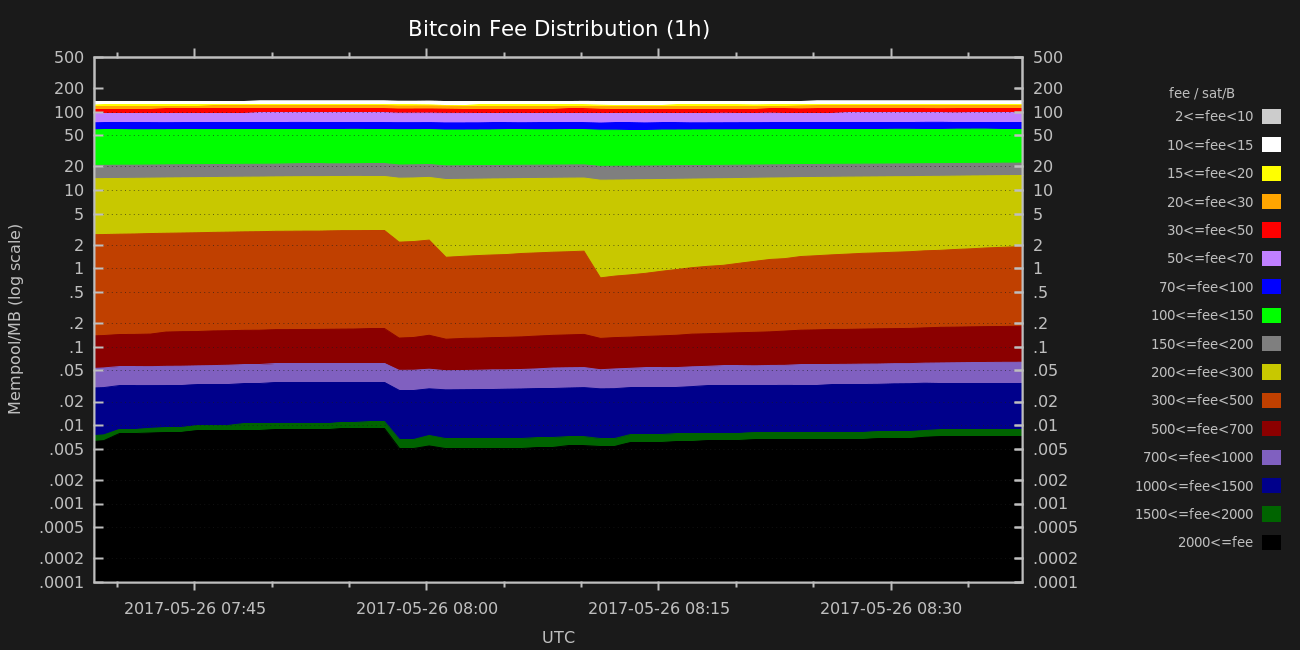 Bitcoin Fee Distribution (1h)
Mempool/MB (log scale)
500
200
100
50
20
10
5
2
1
.5
.2
.1
.05
.02
.01
.005
.002
.001
.0005
.0002
.0001
500
200
100
50
20
10
5
2
1
.5
.2
.1
.05
.02
.01
.005
.002
.001
.0005
.0002
.0001
2017-05-26 07:45 2017-05-26 08:00 2017-05-26 08:15 2017-05-26 08:30
UTC
fee / sat/B
2<=fee<10
10<=fee<15
15<=fee<20
20<=fee<30
30<=fee<50
50<=fee<70
70<=fee<100
100<=fee<150
150<=fee<200
200<=fee<300
300<=fee<500
500<=fee<700
700<=fee<1000
1000<=fee<1500
1500<=fee<2000
2000<=fee